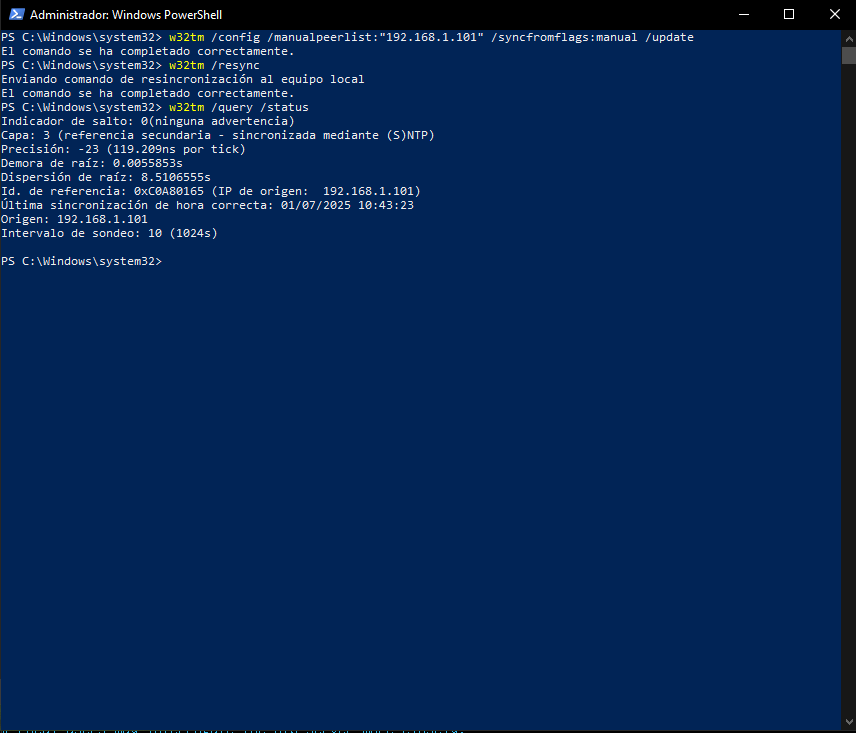 Administrador: Windows PowerShell
PS C:\Windows\system32> w32tm /config /manualpeerlist:"192.168.1.101" /syncfromflags:manual /update
El comando se ha completado correctamente.
PS C:\Windows\system32> w32tm /resync
Enviando comando de resincronización al equipo local
El comando se ha completado correctamente.
PS C:\Windows\system32> w32tm /query /status
Indicador de salto: 0(ninguna advertencia)
Capa: 3 (referencia secundaria - sincronizada mediante (S)NTP)
Precisión: -23 (119.209ns por tick)
Demora de raíz: 0.0055853s
Dispersión de raíz: 8.5106555s
Id. de referencia: 0xC0A80165 (IP de origen:  192.168.1.101)
Última sincronización de hora correcta: 01/07/2025 10:43:23
Origen: 192.168.1.101
Intervalo de sondeo: 10 (1024s)
PS C:\Windows\system32>